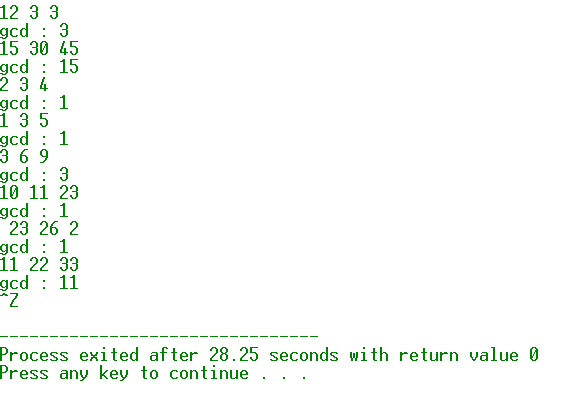 12 3 3
gcd : 3
15 30 45
gcd : 15
2 3 4
gcd : 1
1 3 5
gcd : 1
3 6 9
gcd : 3
10 11 23
gcd : 1
 23 26 2
gcd : 1
11 22 33
gcd : 11
^Z

--------------------------------
Process exited after 28.25 seconds with return value 0
Press any key to continue . . .